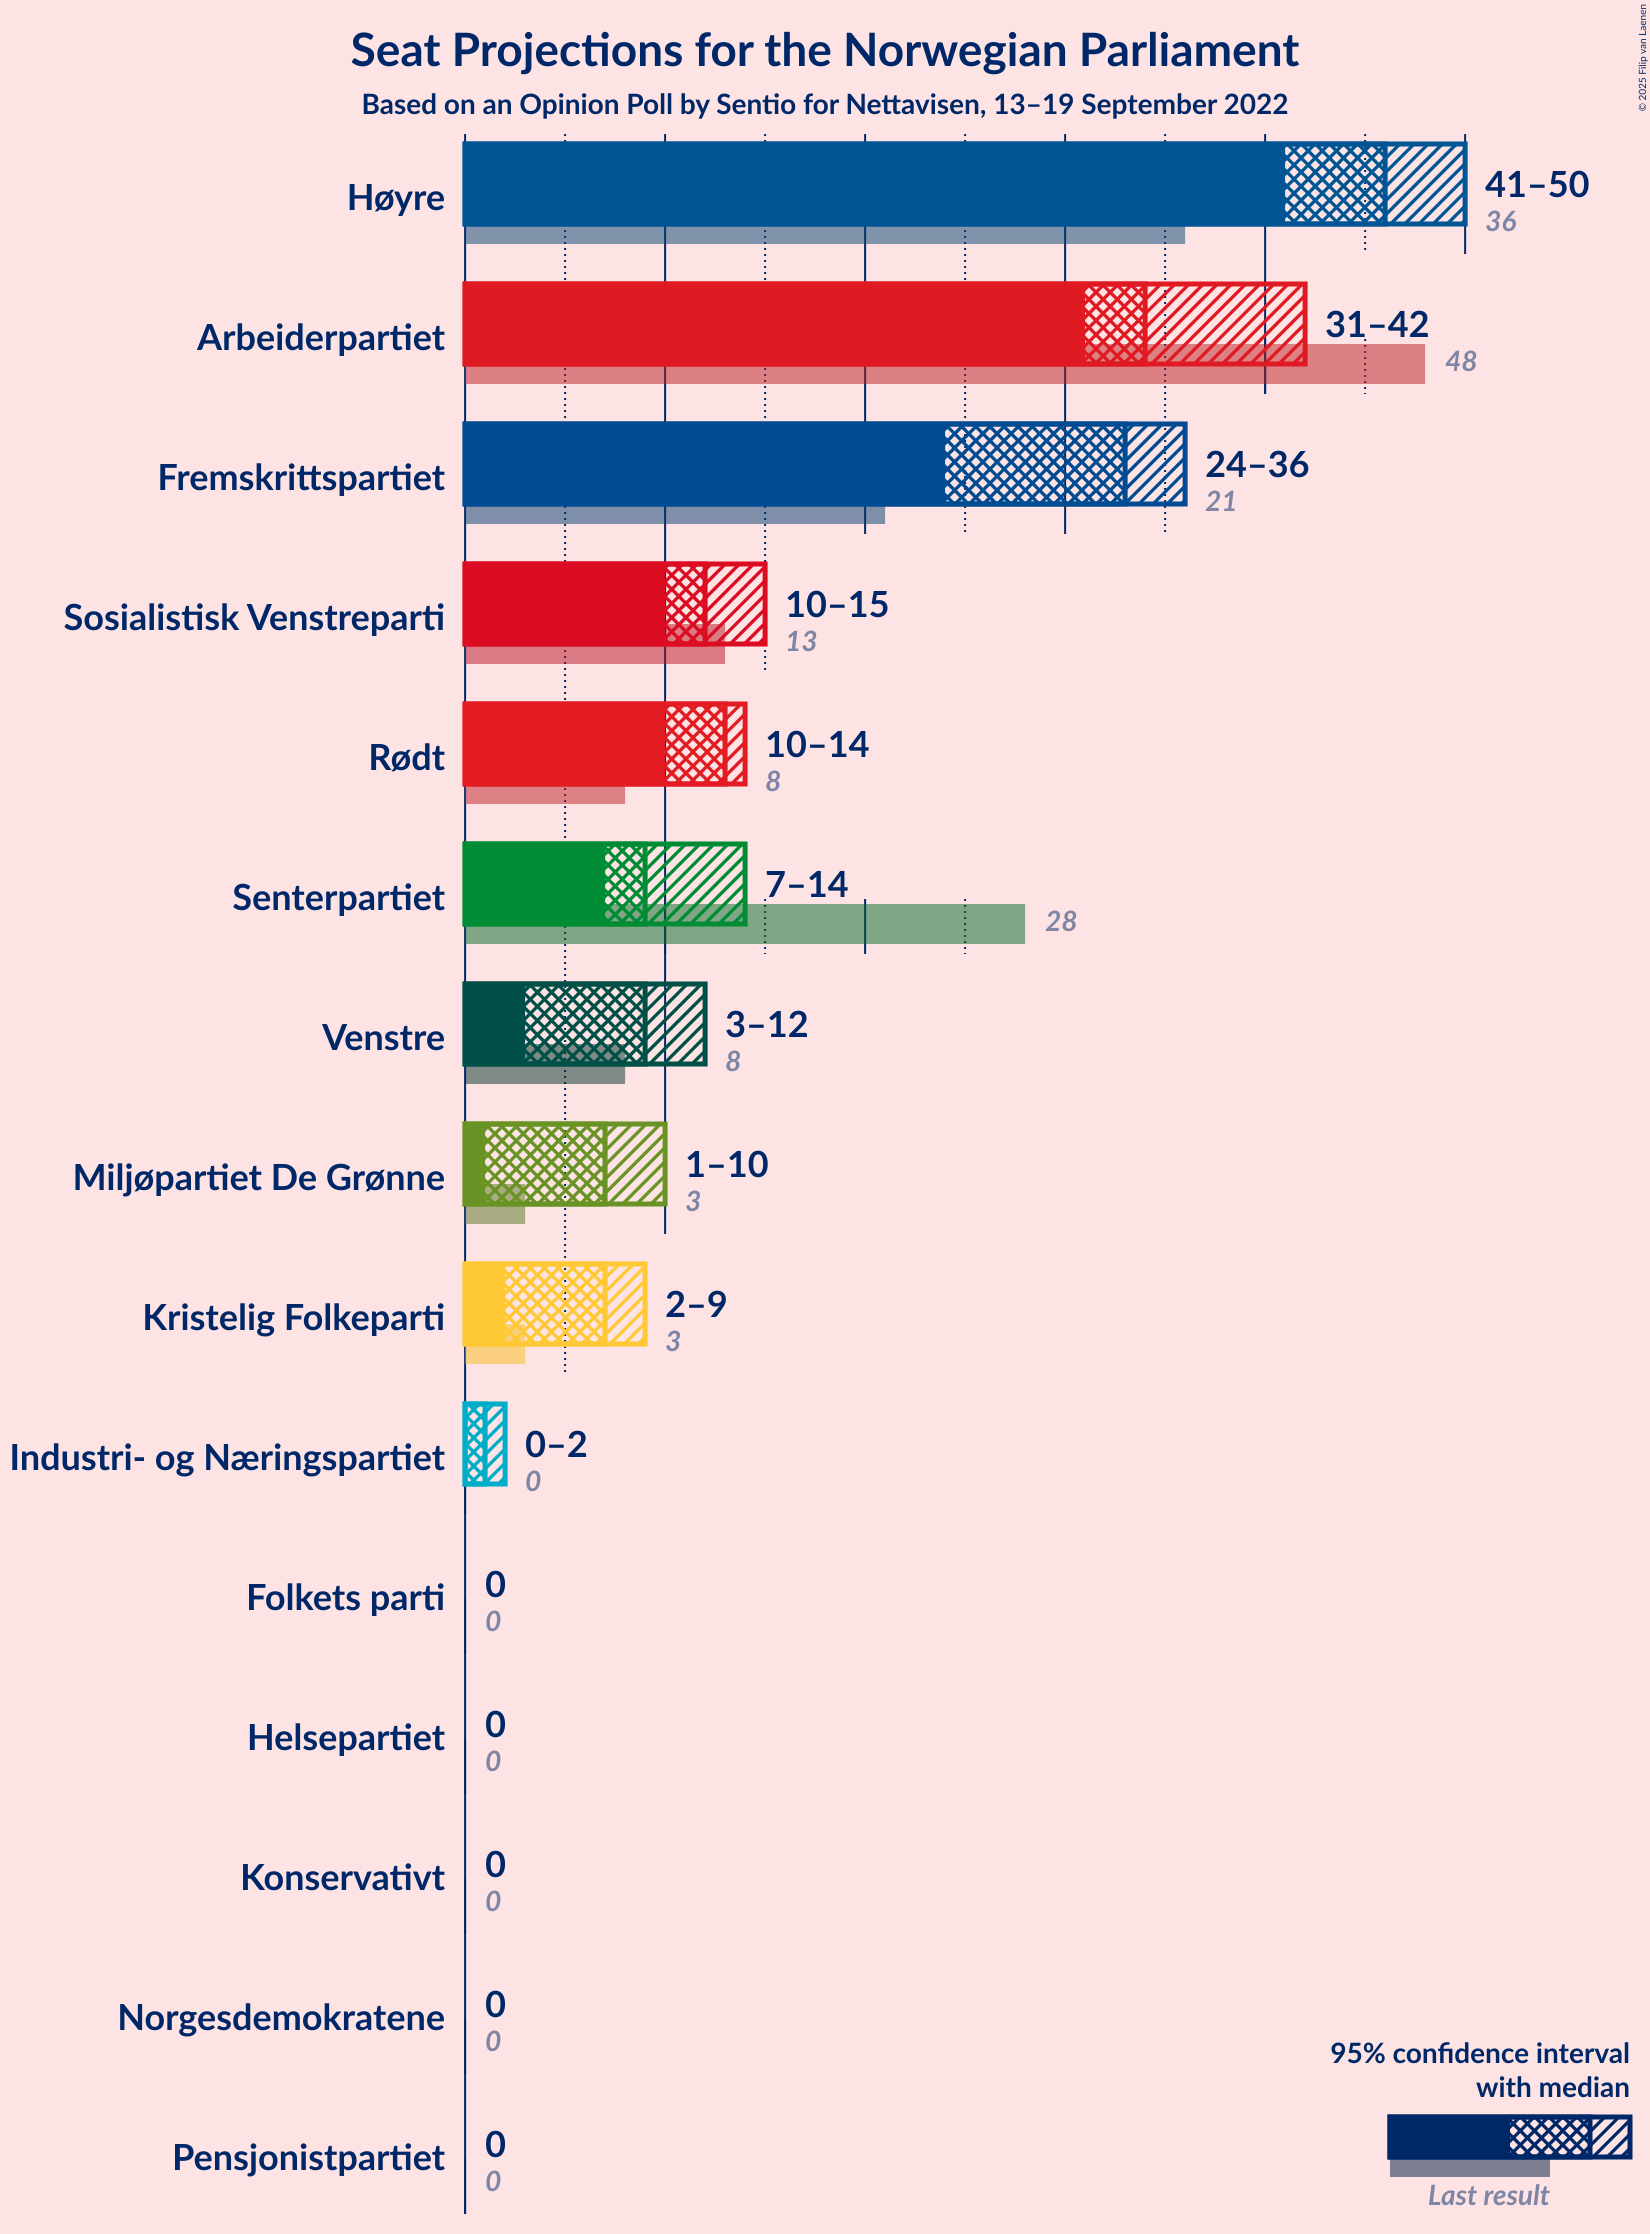 © 2025 Filip van Laenen
Seat Projections for the Norwegian Parliament
Based on an Opinion Poll by Sentio for Nettavisen, 13–19 September 2022
Høyre
41–50
36
Arbeiderpartiet
31–42
48
Fremskrittspartiet
24–36
21
Sosialistisk Venstreparti
10–15
13
Rødt
10–14
8
Senterpartiet
7–14
28
Venstre
3–12
8
Miljøpartiet De Grønne
1–10
3
Kristelig Folkeparti
2–9
3
Industri- og Næringspartiet
0–2
0
Folkets parti
0
0
Helsepartiet
0
0
Konservativt
0
0
Norgesdemokratene
0
0
Pensjonistpartiet
0
0
95% confidence interval
with median
Last result